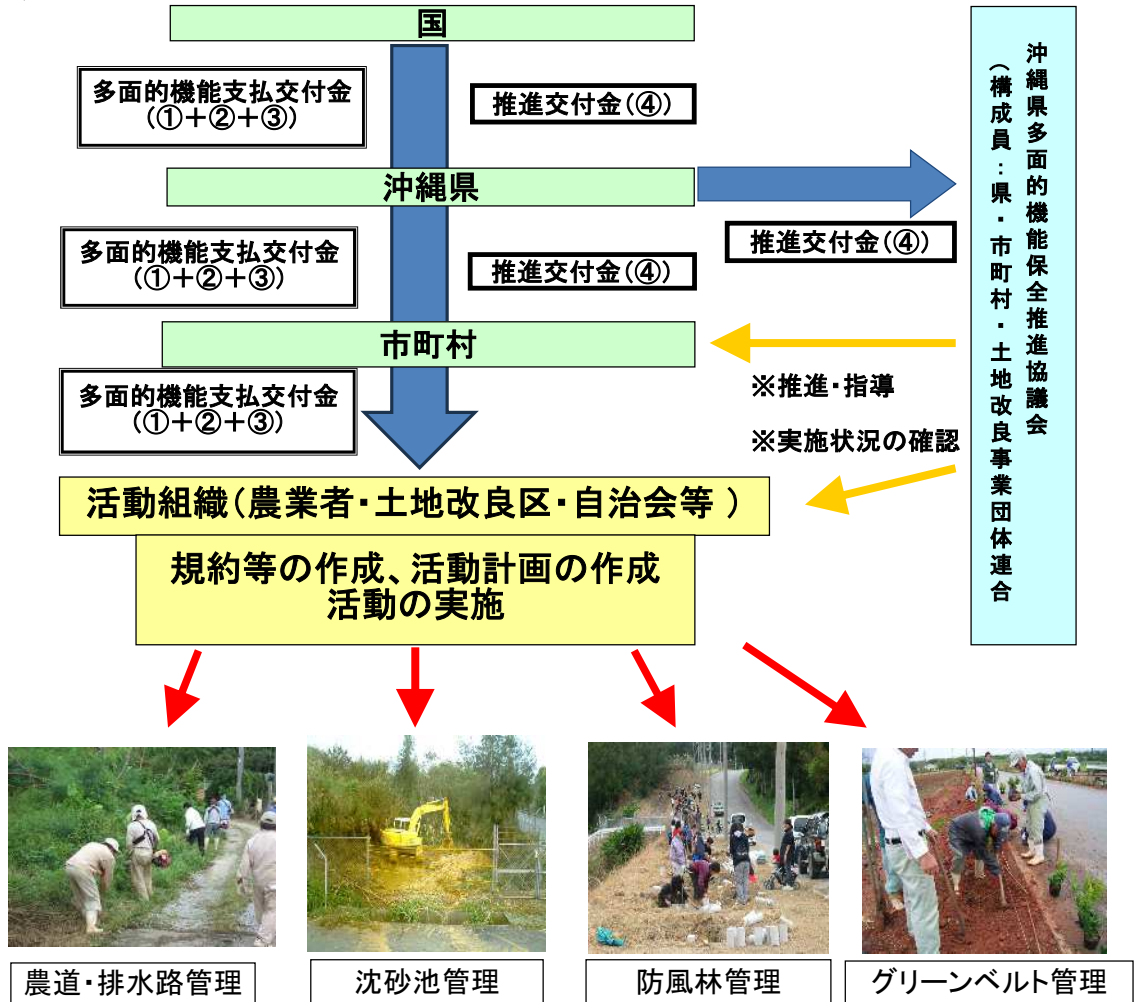 国
多面的機能支払交付金
(①+②+③)
推進交付金(④)
沖縄県
多面的機能支払交付金
(①+②+③)
推進交付金(④)
推進交付金(④)
市町村
多面的機能支払交付金
(①+②+③)
※推進・指導
※実施状況の確認
沖縄県多面的機能保全推進協議会
(構成員:県・市町村・土地改良事業団体連合
活動組織(農業者・土地改良区・自治会等 )
規約等の作成、活動計画の作成
活動の実施
農道・排水路管理
沈砂池管理
防風林管理
グリーンベルト管理